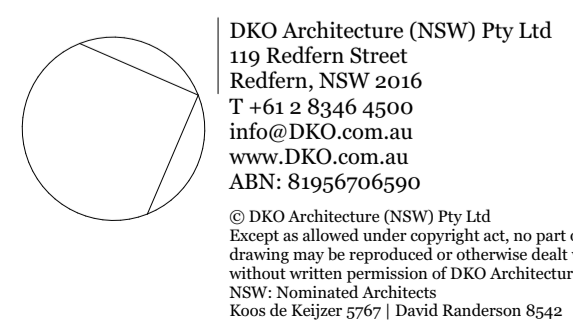 DKO Architecture (NSW) Pty Ltd
119 Redfern Street
Redfern, NSW 2016
T +61 2 8346 4500
info@DKO.com.au
www.DKO.com.au
ABN: 81956706590
© DKO Architecture (NSW) Pty Ltd
Except as allowed under copyright act, no part
drawing may be reproduced or otherwise dealt
without written permission of DKO Architectur
NSW: Nominated Architects
Koos de Keijzer 5767 | David Randerson 8542